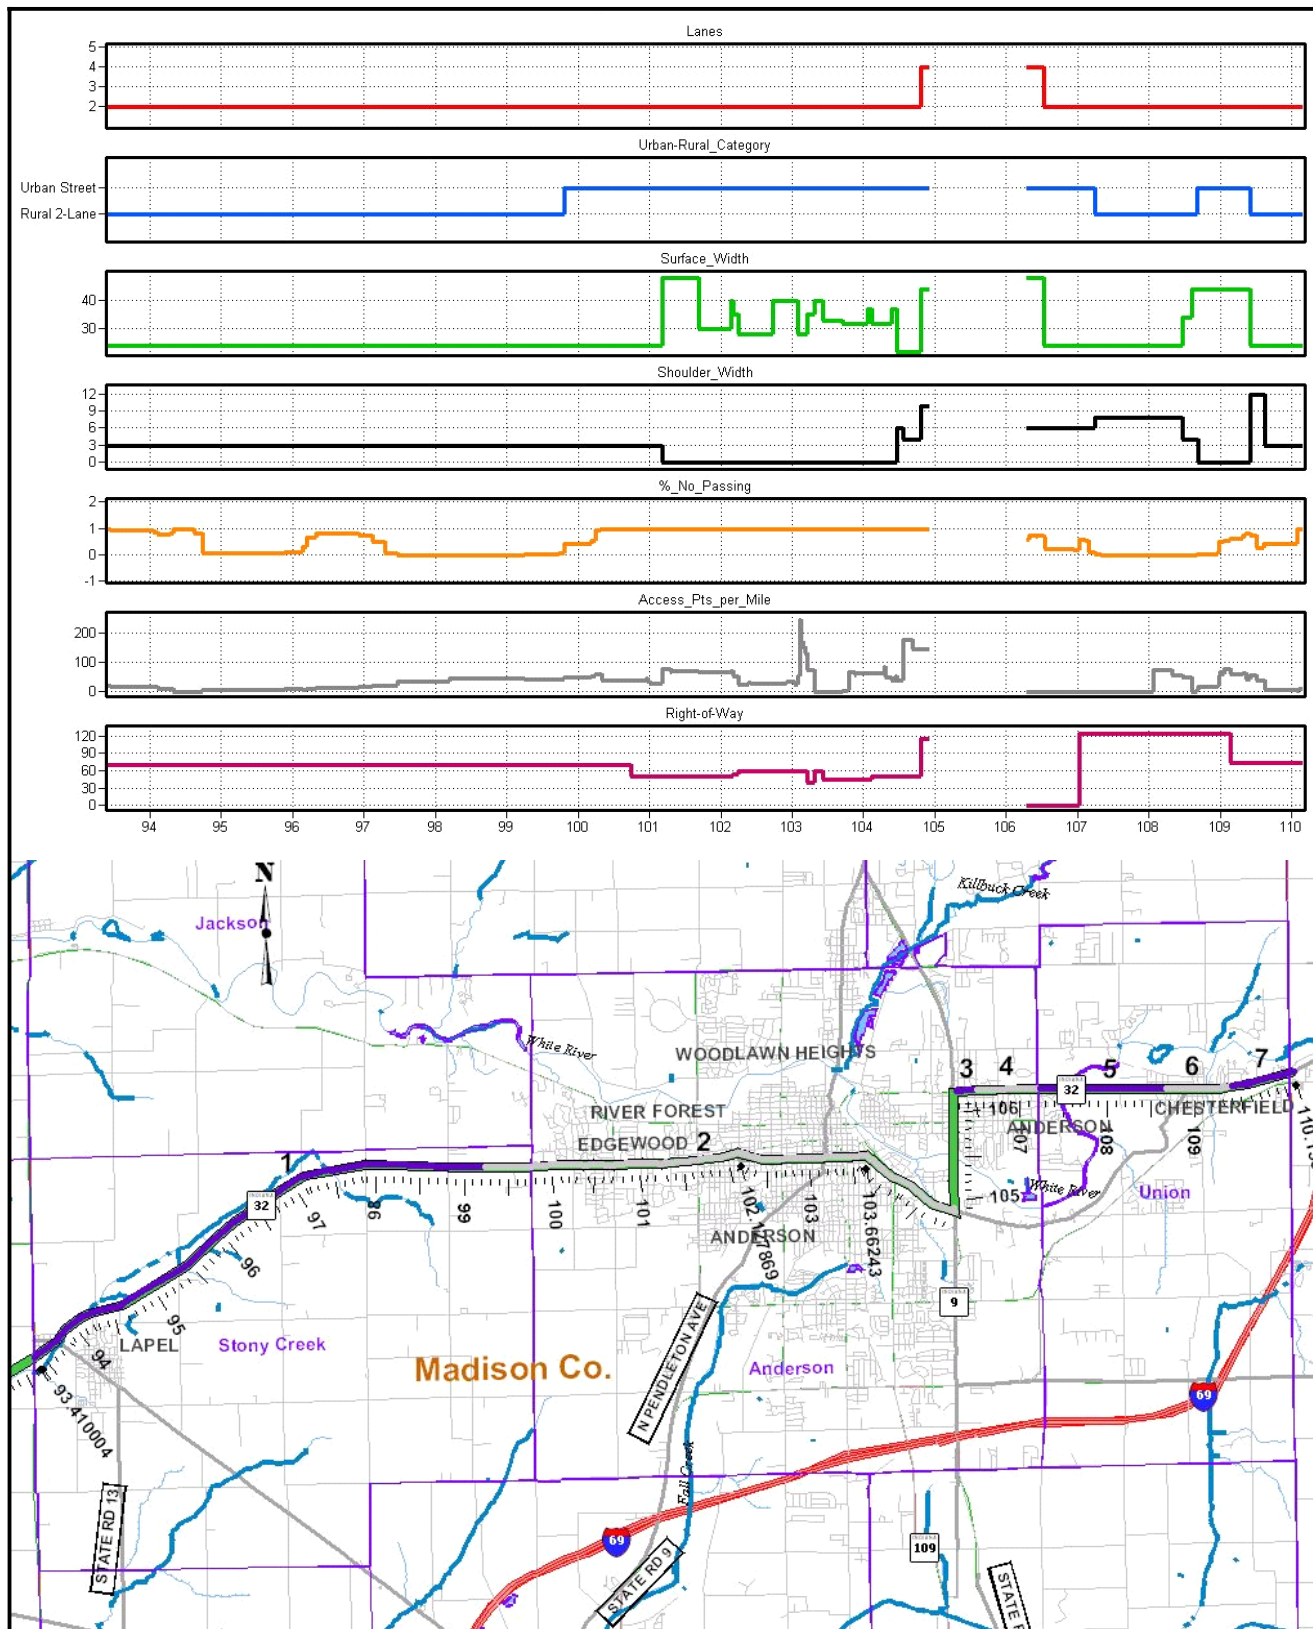 Lanes
5
4
3
2
Urban-Rural_Category
Urban Street
Rural 2-Lane
Surface_Width
40
30
Shoulder_Width
12
9
6
3
0
%_No_Passing
2
1
0
-1
Access_Pts_per_Mile
200
100
0
Right-of-Way
120
90
60
30
0
94 95 96 97 98 99 100 101 102 103 104 105 106 107 108 109 110
N
Jackson
Killbuck Creek
White River
WOODLAWN HEIGHTS
RIVER FOREST
EDGEWOOD
1
2
3
4
5
6
7
32
32
CHESTERFIELD
ANDERSON
106
107
108
109
105
White River
Union
93.410004
94
95
96
97
98
99
100
101
103
103.66243
ANDERSON
LAPEL
Stony Creek
Madison Co.
N PENDLETON AVE
Anderson
9
69
Fall Creek
STATE RD 13
69
STATE RD 9
109